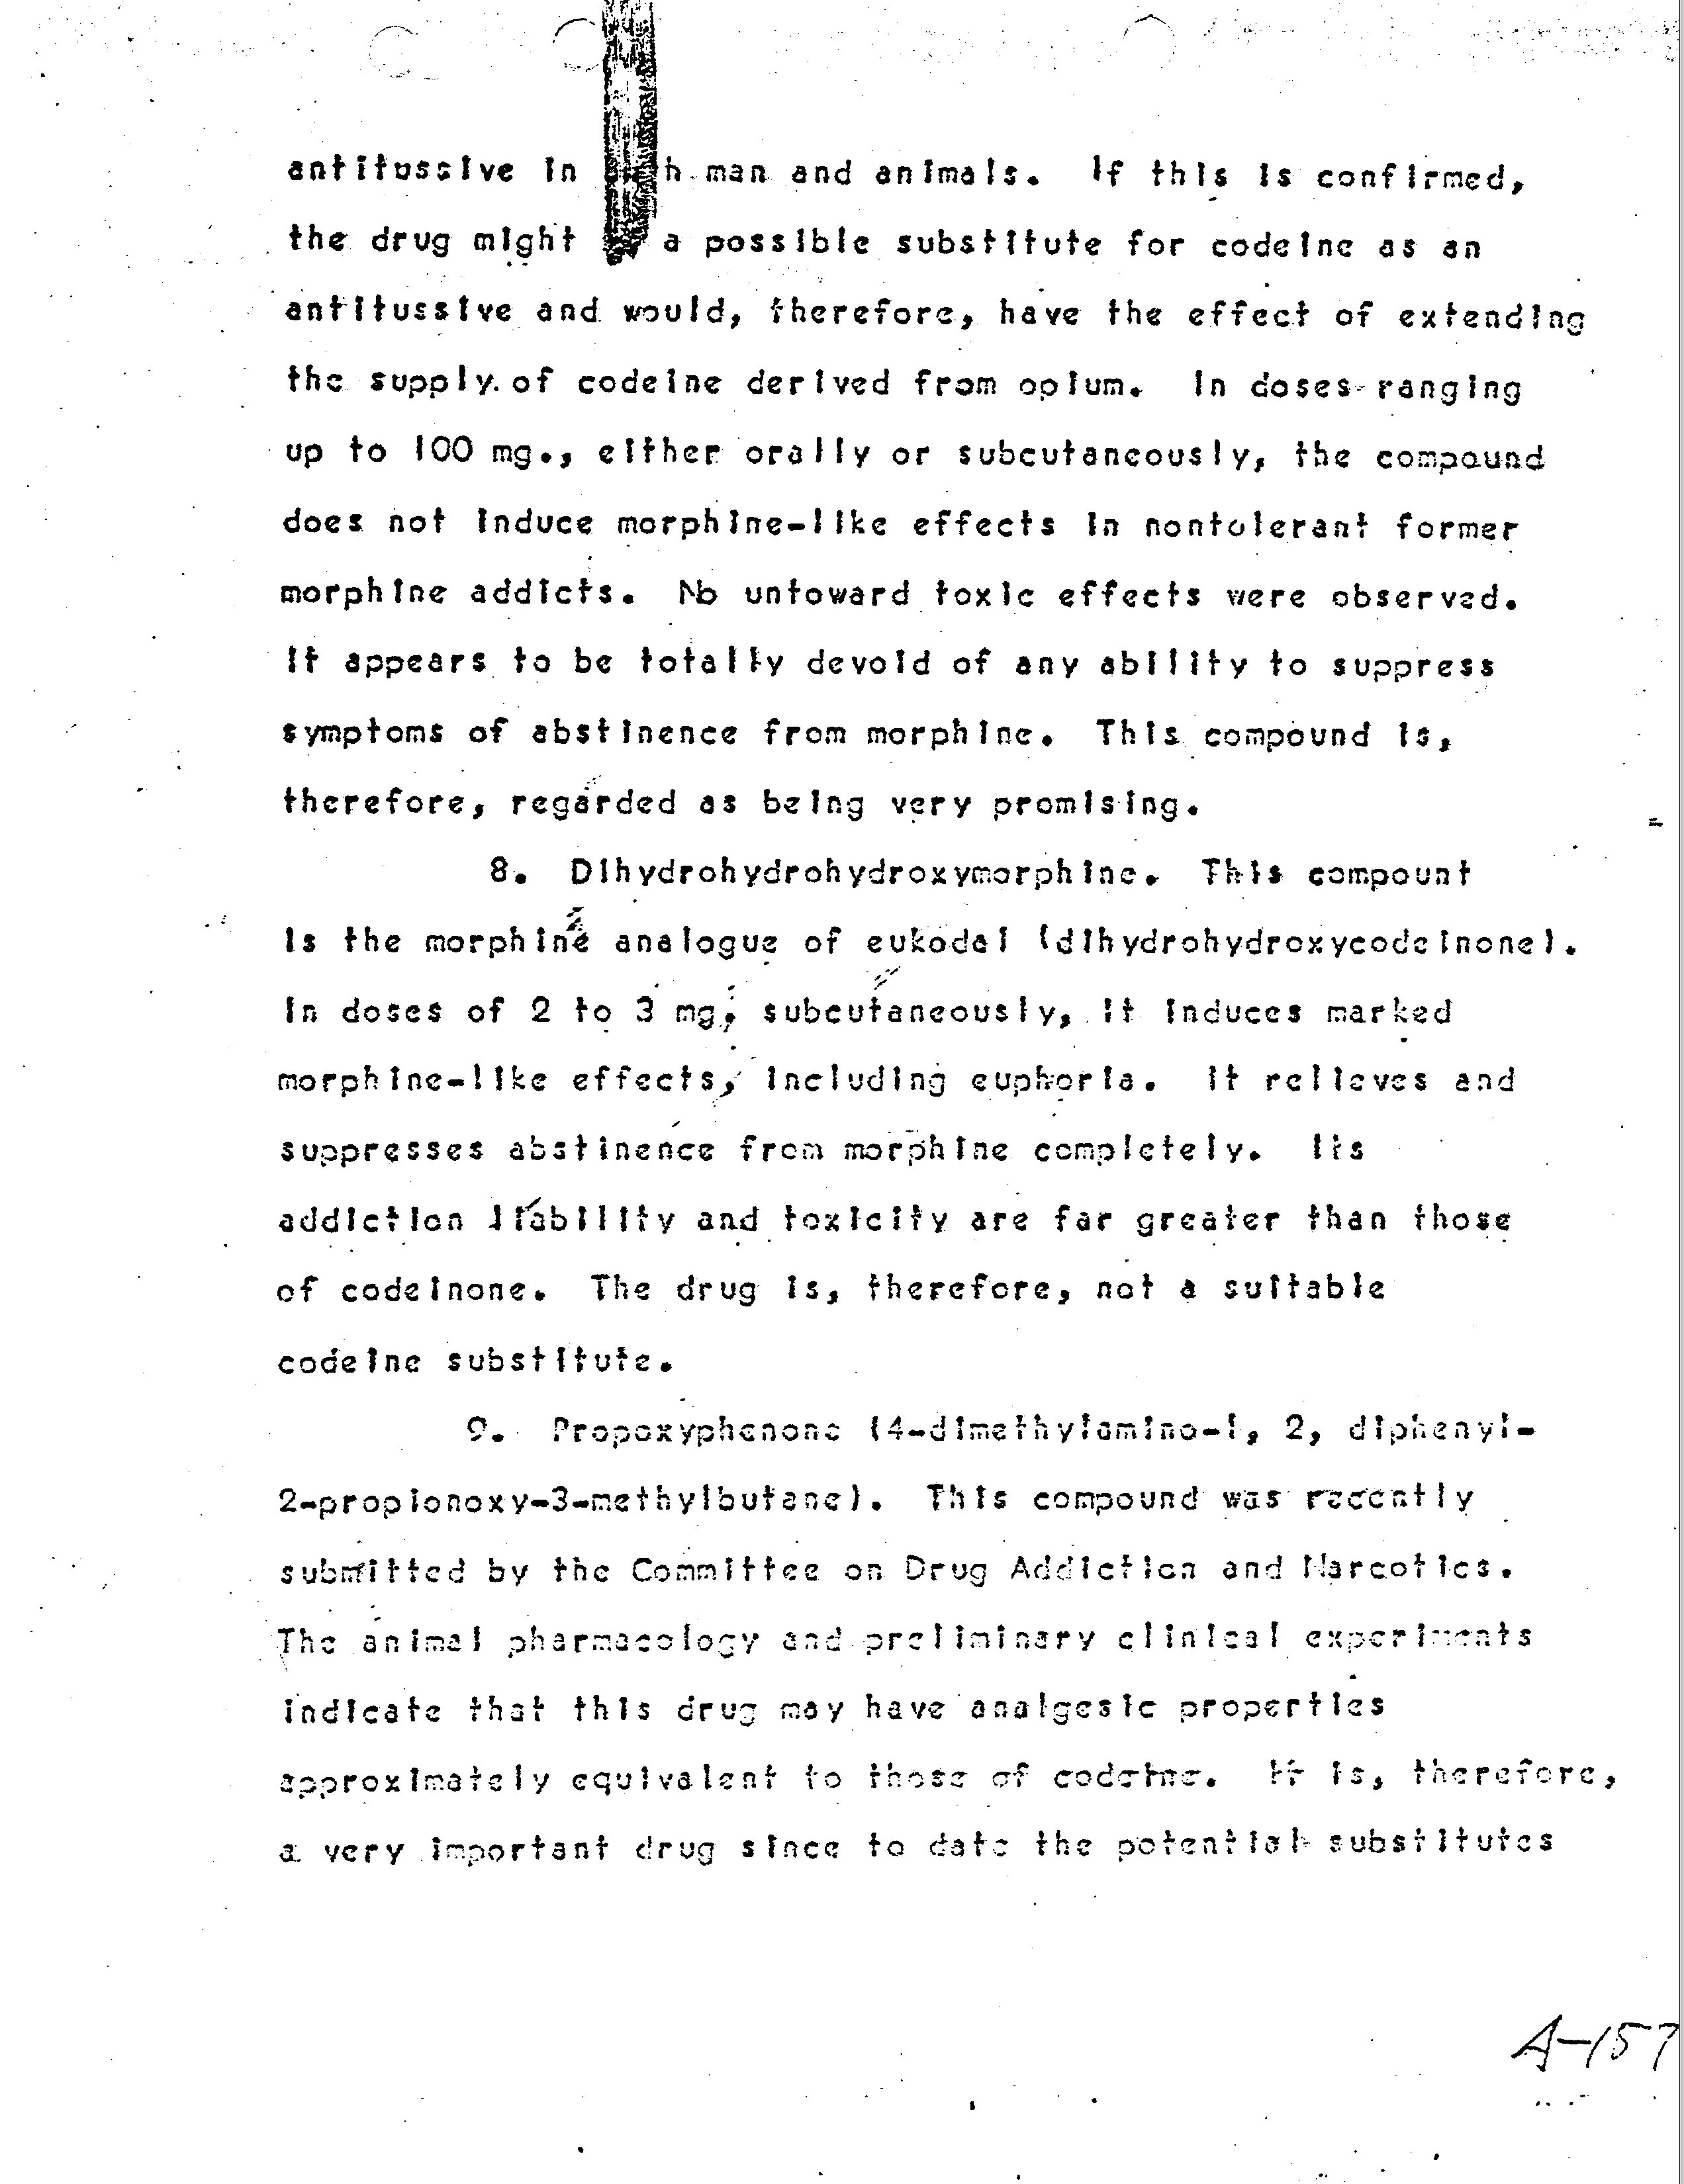 antitussive in both man and animals. If this is confirmed,
the drug might be a possible substitute for codeine as an
antitussive and would, therefore, have the effect of extending
the supply of codeine derived from opium. In doses ranging
up to 100 mg., either orally or subcutaneously, the compound
does not induce morphine-like effects in nontolerant former
morphine addicts. No untoward toxic effects were observed.
It appears to be totally devoid of any ability to suppress
symptoms of abstinence from morphine. This compound is,
therefore, regarded as being very promising.
8. Dihydrohydrohydroxymorphine. This compount
is the morphine analogue of eukodal (dihydrohydroxycodeinone).
In doses of 2 to 3 mg, subcutaneously, it induces marked
morphine-like effects, including euphoria. It relieves and
suppresses abstinence from morphine completely. Its
addiction liability and toxicity are far greater than those
of codeinone. The drug is, therefore, not a suitable
codeine substitute.
9. Propoxyphenone (4-dimethylamino-1, 2, diphenyl-
2-propionoxy-3-methylbutane). This compound was recently
submitted by the Committee on Drug Addiction and Narcotics.
The animal pharmacology and preliminary clinical experiments
indicate that this drug may have analgesic properties
approximately equivalent to those of codeine. It is, therefore,
a very important drug since to date the potential substitutes
A-157